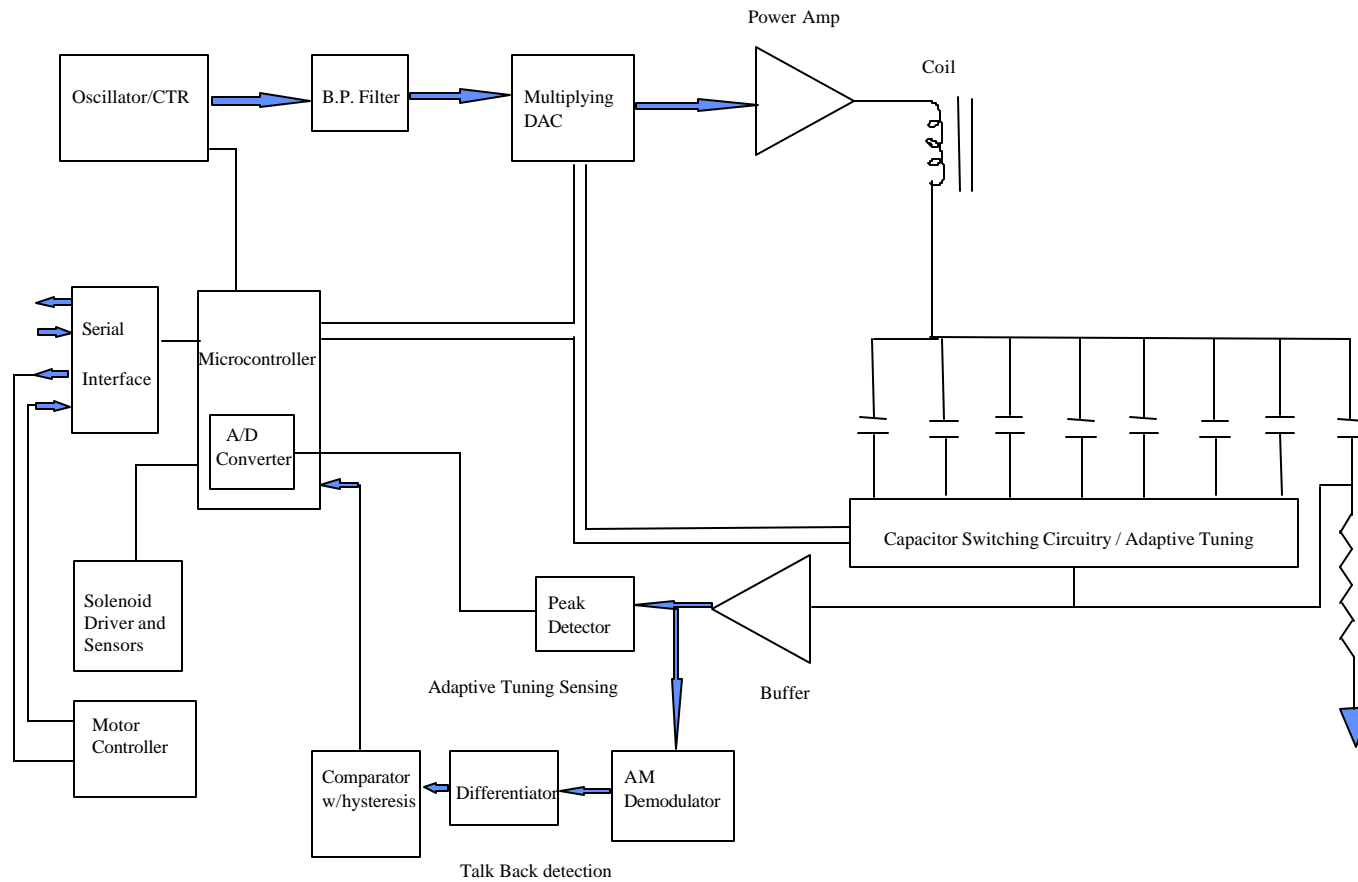 Power Amp
Coil
Oscillator/CTR
B.P. Filter
Multiplying
DAC
Serial
Interface
Microcontroller
A/D
Converter
Capacitor Switching Circuitry / Adaptive Tuning
Solenoid
Driver and
Sensors
Peak
Detector
Adaptive Tuning Sensing
Buffer
Motor
Controller
Comparator
w/hysteresis
Differentiator
AM
Demodulator
Talk Back detection